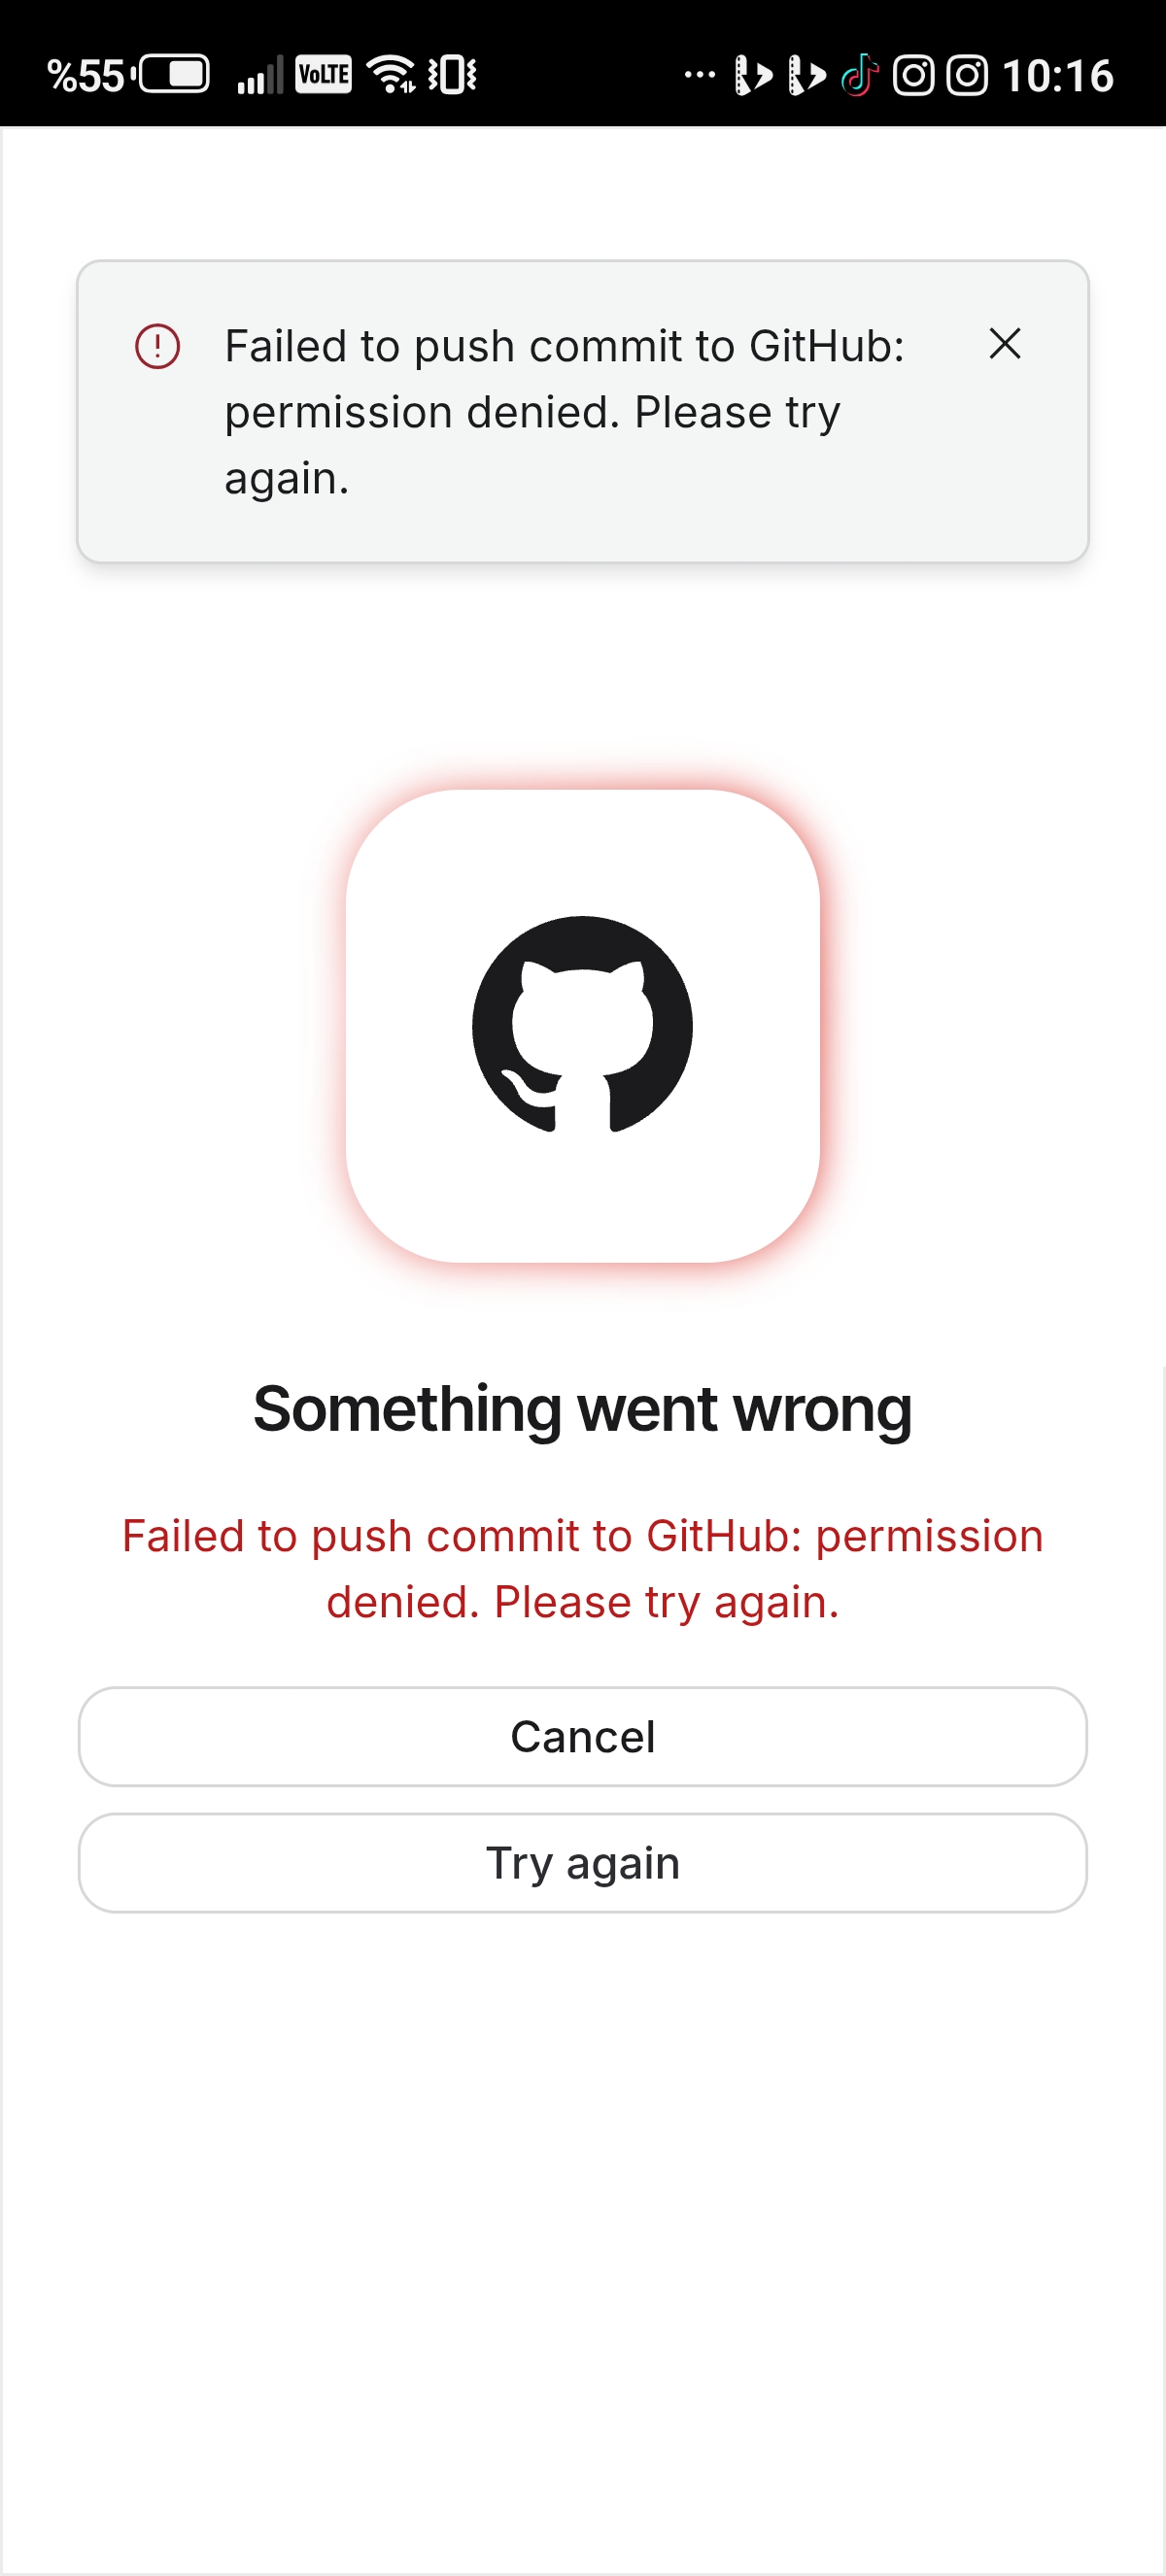 %55 VoLTE ... 10:16
Failed to push commit to GitHub:
permission denied. Please try
again.
Something went wrong
Failed to push commit to GitHub: permission
denied. Please try again.
Cancel
Try again